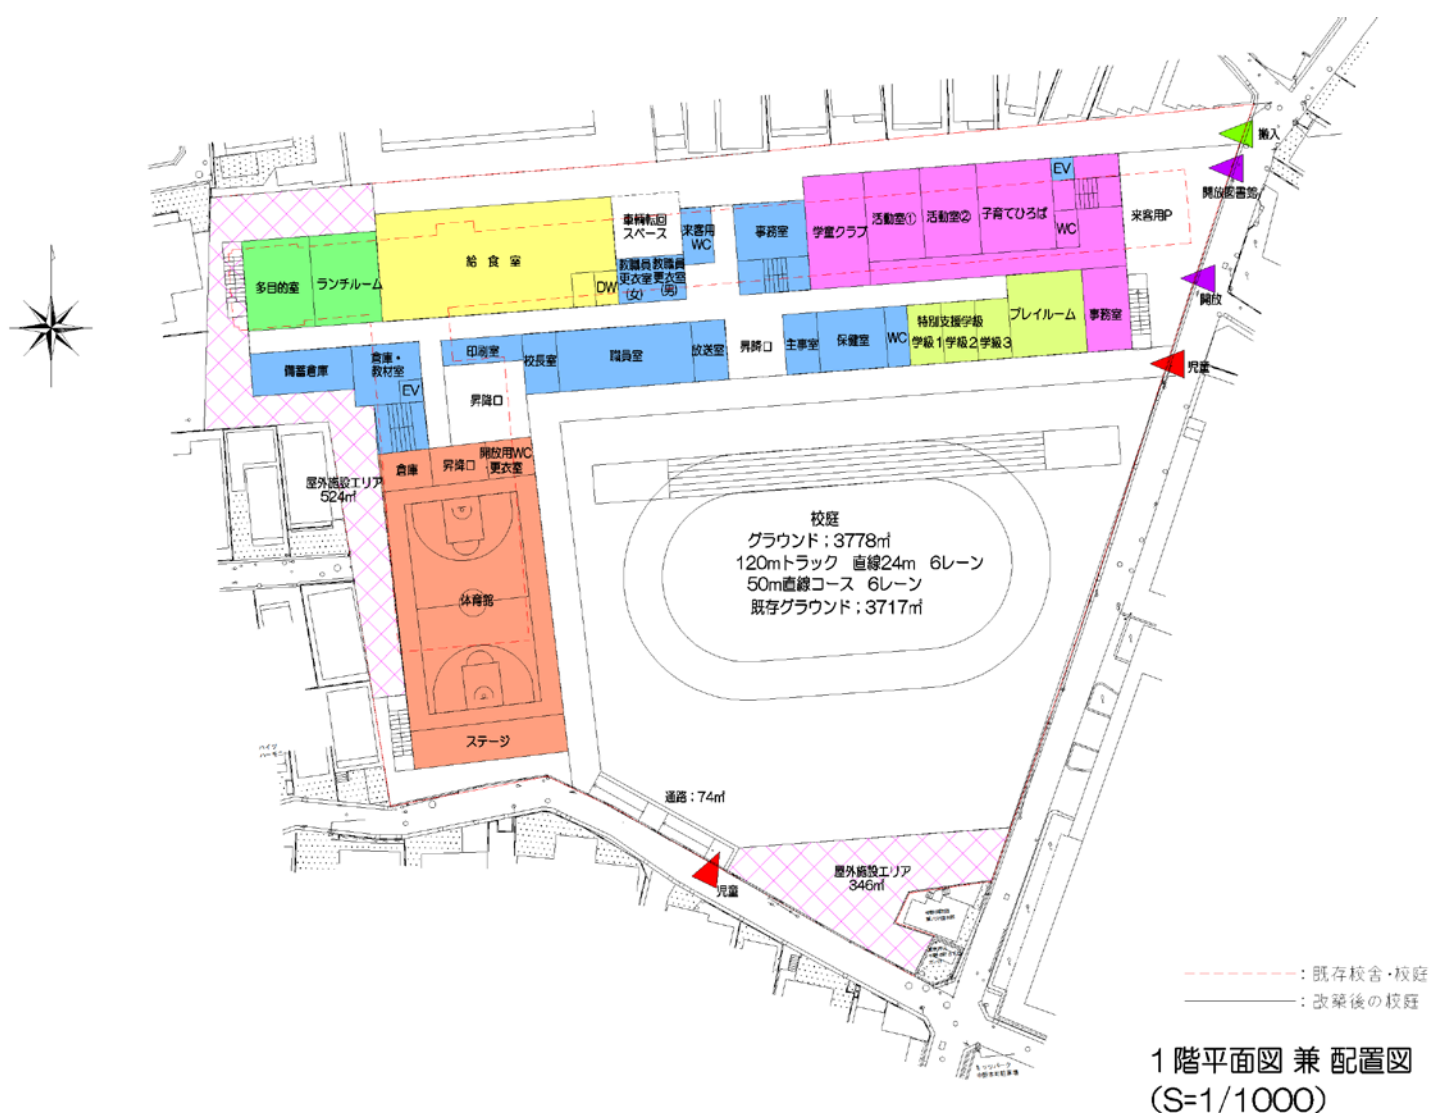 搬入
開放図書館
来客用P
開放
児童
EV
学童クラブ
活動室①
活動室②
子育てひろば
WC
事務室
車輌転回
スペース
来客用
WC
事務室
多目的室
ランチルーム
給食室
DW
教職員
更衣室
(女)
教職員
更衣室
(男)
備蓄倉庫
倉庫・
教材室
EV
印刷室
校長室
職員室
放送室
昇降口
主事室
保健室
WC
特別支援学級
学級1
学級2
学級3
プレイルーム
昇降口
倉庫
昇降口
開放用WC
更衣室
屋外施設エリア
524㎡
体育館
ステージ
校庭
グラウンド:3778㎡
120mトラック 直線24m 6レーン
50m直線コース 6レーン
既存グラウンド:3717㎡
通路:74㎡
児童
屋外施設エリア
346㎡
:既存校舎・校庭
:改築後の校庭
1階平面図 兼 配置図
(S=1/1000)